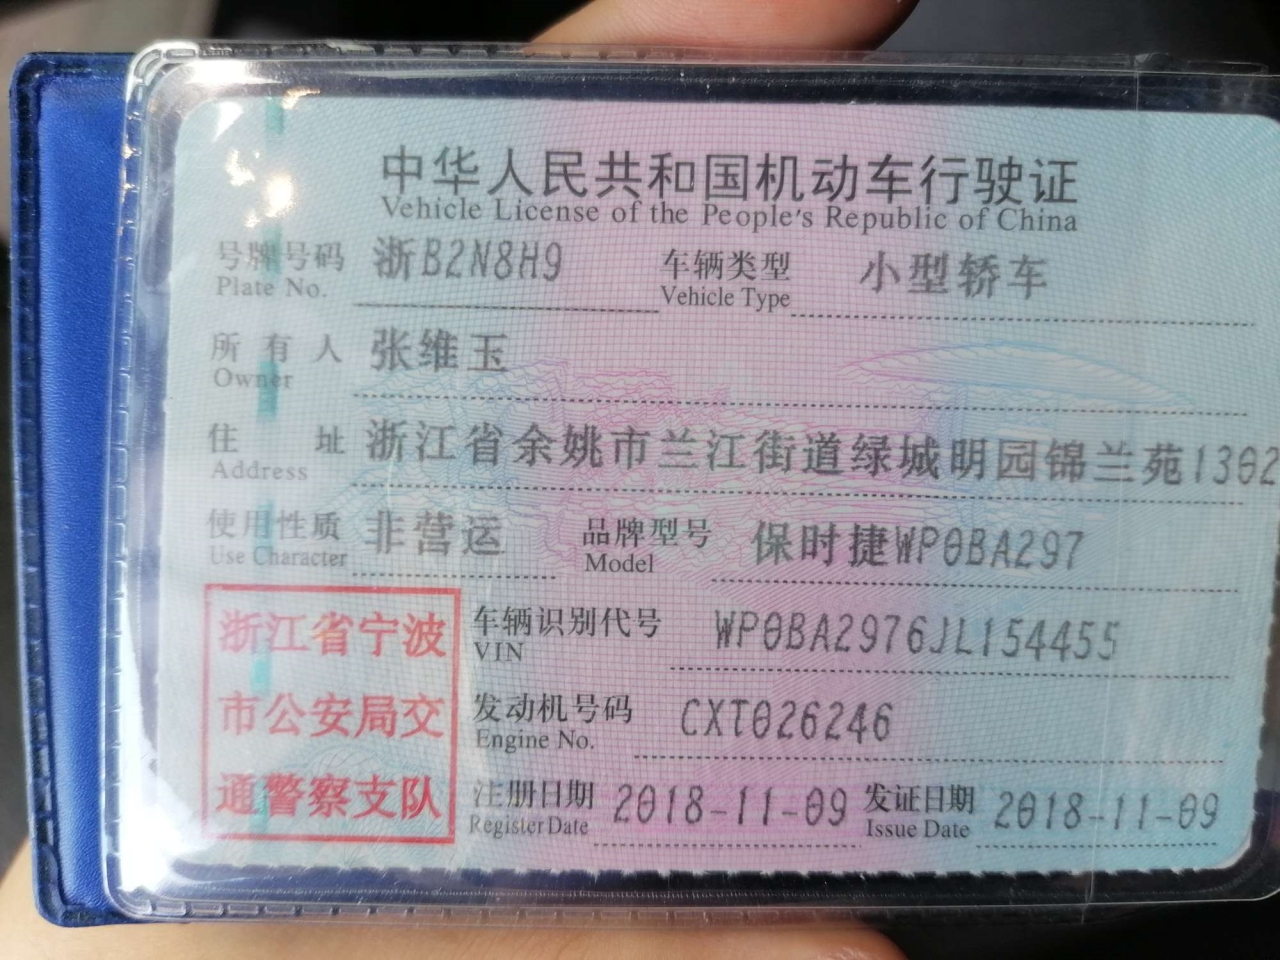 中华人民共和国机动车行驶证
Vehicle License of the People's Republic of China
号牌号码 浙B2N8H9 车辆类型 小型轿车
Plate No. Vehicle Type
所有人 张维玉
Owner
住址 浙江省余姚市兰江街道绿城明园锦兰苑1302
Address
使用性质 非营运 品牌型号 保时捷WP0BA297
Use Character Model
浙江省宁波
市公安局交
通警察支队
车辆识别代号 WP0BA2976JL154455
VIN
发动机号码 CXT026246
Engine No.
注册日期 2018-11-09 发证日期 2018-11-09
Register Date Issue Date